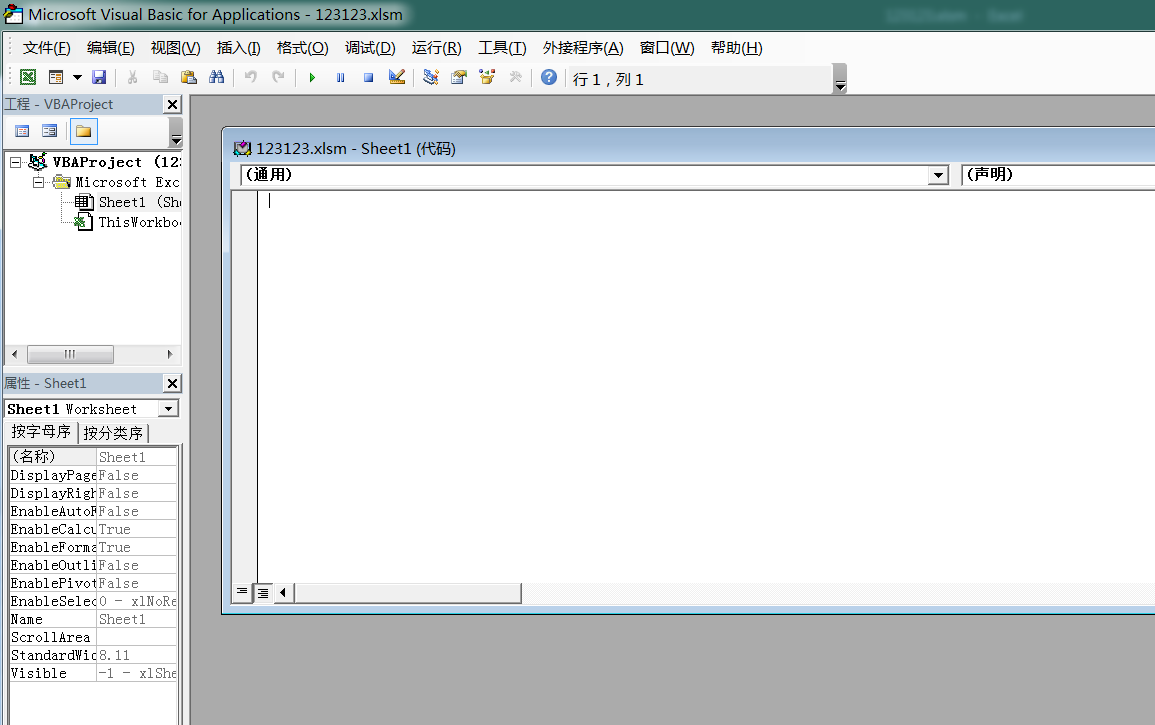 Microsoft Visual Basic for Applications - 123123.xlsm
文件(F) 编辑(E) 视图(V) 插入(I) 格式(O) 调试(D) 运行(R) 工具(T) 外接程序(A) 窗口(W) 帮助(H)
行 1，列 1
工程 - VBAProject
VBAProject (123
Microsoft Exc
Sheet1 (She
ThisWorkbo
属性 - Sheet1
Sheet1 Worksheet
按字母序 按分类序
(名称) Sheet1
DisplayPage False
DisplayRigh False
EnableAutoF False
EnableCalcu True
EnableForma True
EnableOutli False
EnablePivot False
EnableSelec 0 - xlNoRe
Name Sheet1
ScrollArea
StandardWid 8.11
Visible -1 - xlShe
123123.xlsm - Sheet1 (代码)
(通用) (声明)